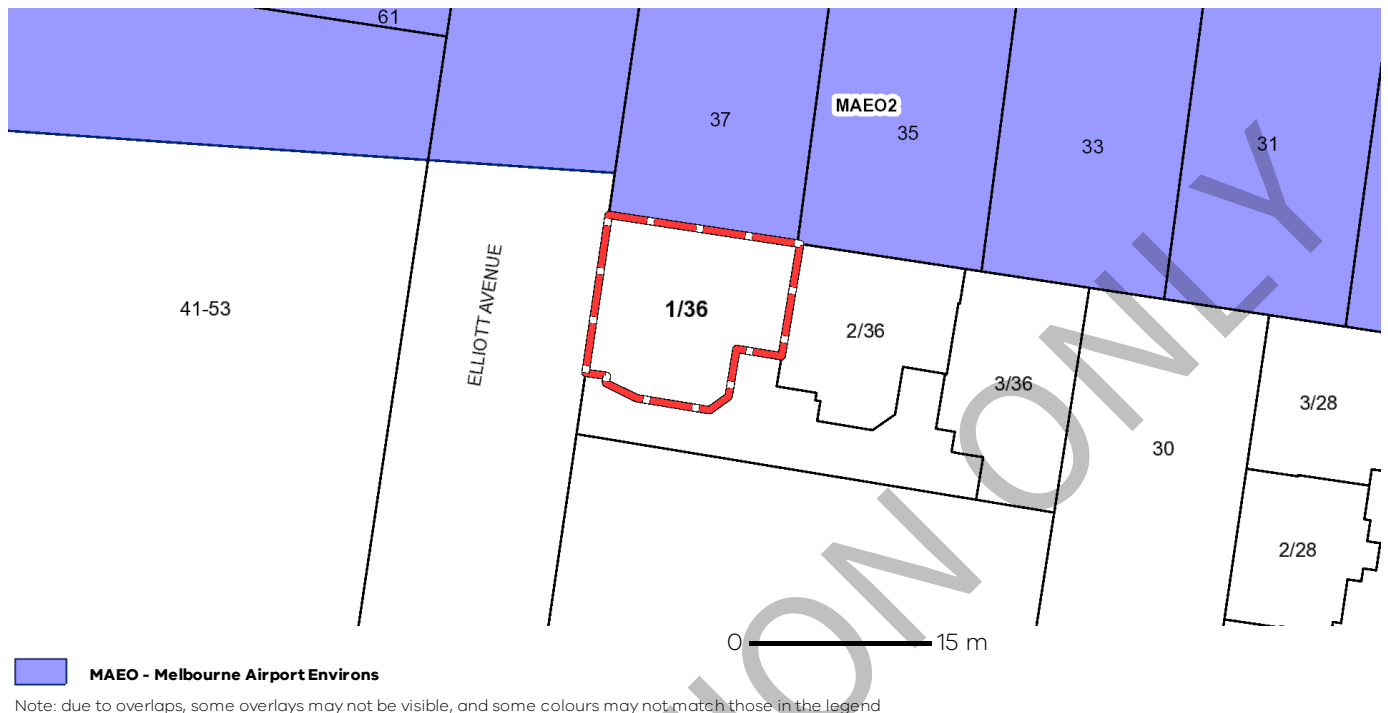 61
37
MAEO2
35
33
31
41-53
ELLIOTT AVENUE
1/36
2/36
3/36
30
3/28
2/28
0 15 m
MAEO - Melbourne Airport Environs
Note: due to overlaps, some overlays may not be visible, and some colours may not match those in the legend
ON ONLY